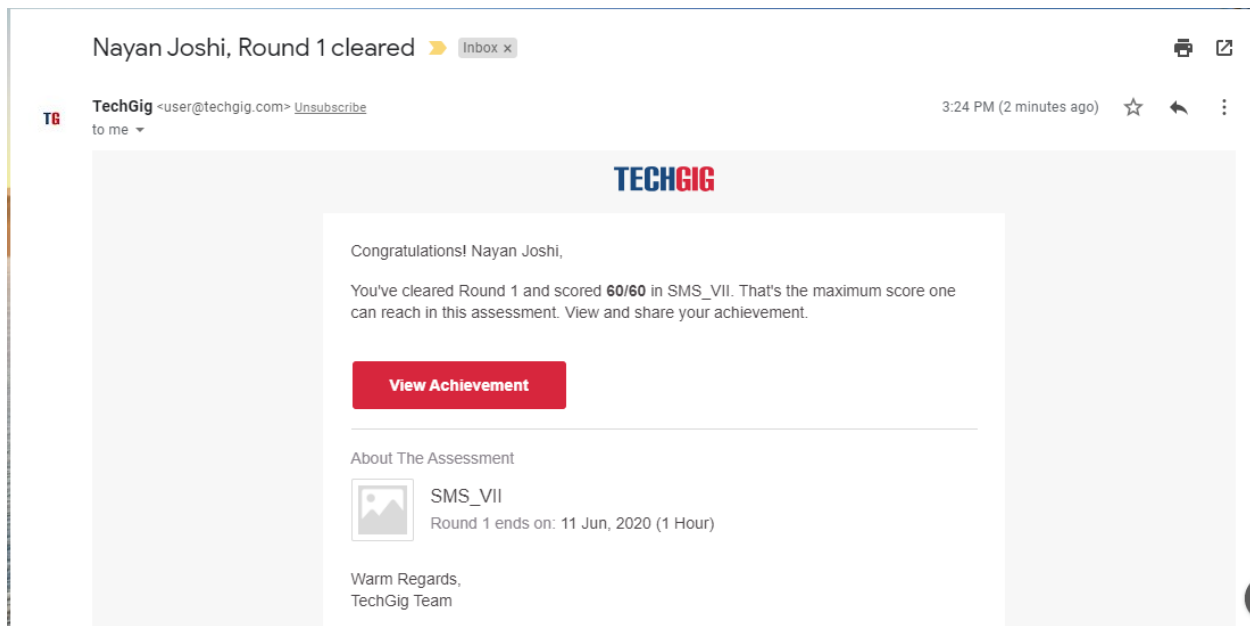 Nayan Joshi, Round 1 cleared Inbox x
TechGig <user@techgig.com> Unsubscribe 3:24 PM (2 minutes ago)
to me
TG
TECHGIG
Congratulations! Nayan Joshi,
You've cleared Round 1 and scored 60/60 in SMS_VII. That's the maximum score one
can reach in this assessment. View and share your achievement.
View Achievement
About The Assessment
SMS_VII
Round 1 ends on: 11 Jun, 2020 (1 Hour)
Warm Regards,
TechGig Team